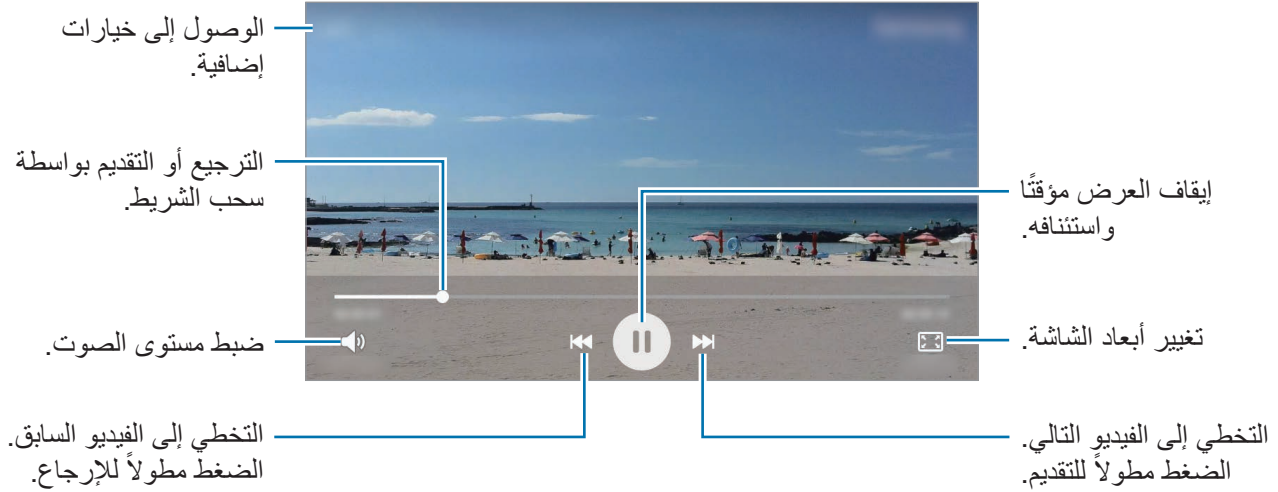 الوصول إلى خيارات
إضافية.
الترجيع أو التقديم بواسطة
سحب الشريط.
إيقاف العرض مؤقتًا
واستئنافه.
ضبط مستوى الصوت.
تغيير أبعاد الشاشة.
التخطي إلى الفيديو السابق.
الضغط مطولاً للإرجاع.
التخطي إلى الفيديو التالي.
الضغط مطولاً للتقديم.